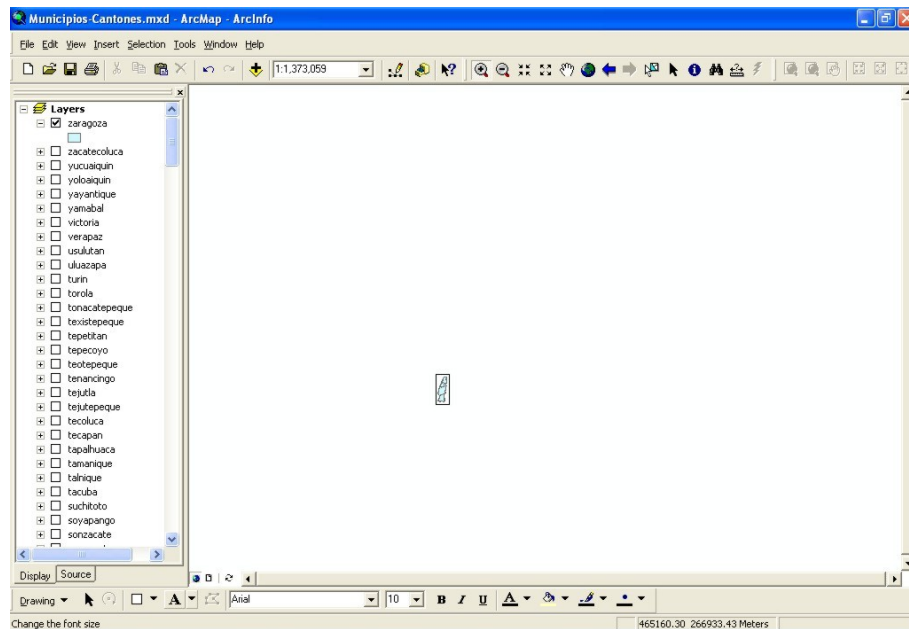 Municipios-Cantones.mxd - ArcMap - ArcInfo
File Edit View Insert Selection Tools Window Help
1:1,373,059
Layers
zaragoza
zacatecoluca
yucuaiquin
yoloaiquin
yayantique
yamabal
victoria
verapaz
usulutan
uluazapa
turin
torola
tonacatepeque
texistepeque
tepetitan
tepecoyo
teotepeque
tenancingo
tejutla
tejutepeque
tecoluca
tecapan
tapalhuaca
tamanique
talnique
tacuba
suchitoto
soyapango
sonzacate
Display Source
Drawing A Arial 10 B I U A
Change the font size 465160.30 266933.43 Meters